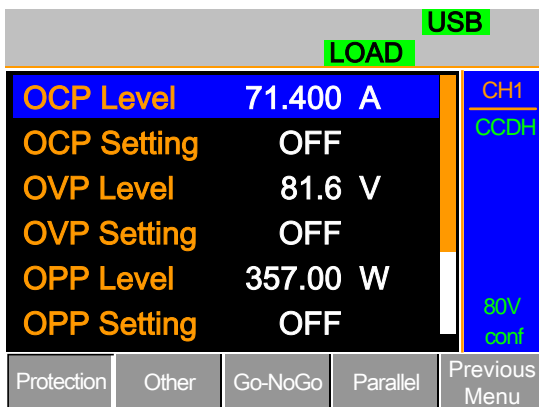 USB
LOAD
OCP Level 71.400 A
OCP Setting OFF
OVP Level 81.6 V
OVP Setting OFF
OPP Level 357.00 W
OPP Setting OFF
CH1
CCDH
80V
conf
Protection Other Go-NoGo Parallel Previous Menu